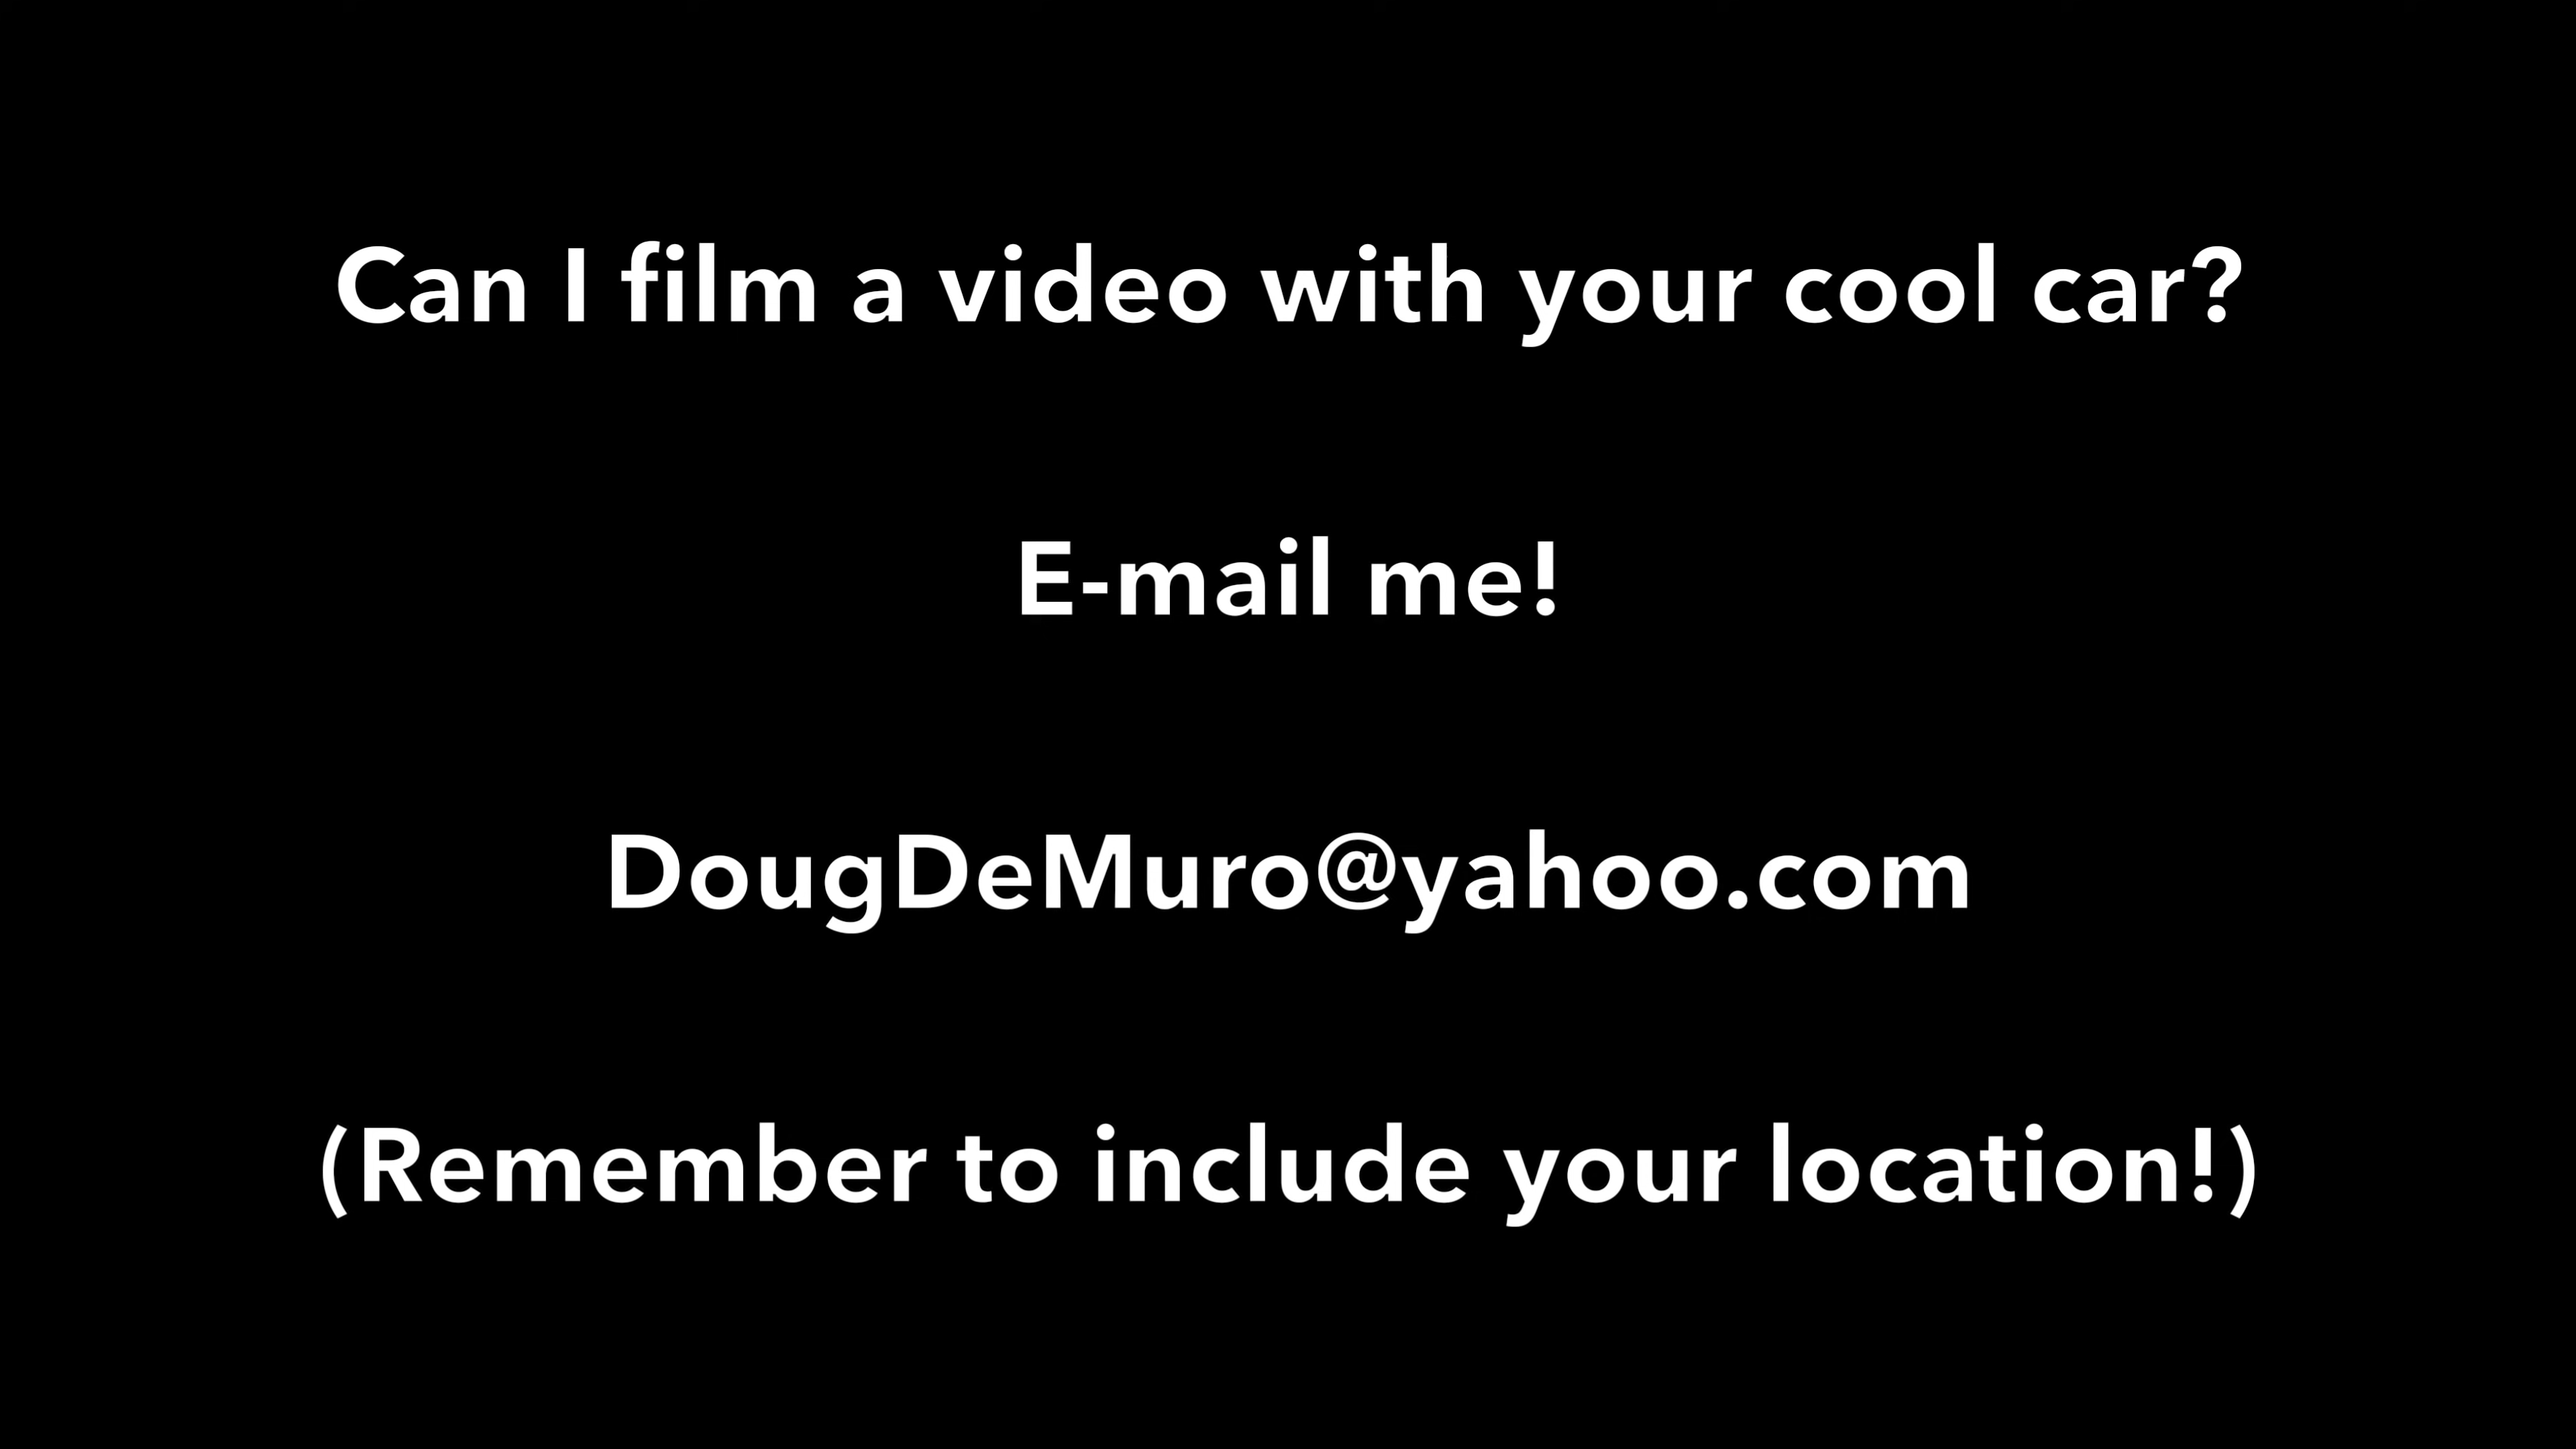 Can I film a video with your cool car?
E-mail me!
DougDeMuro@yahoo.com
(Remember to include your location!)